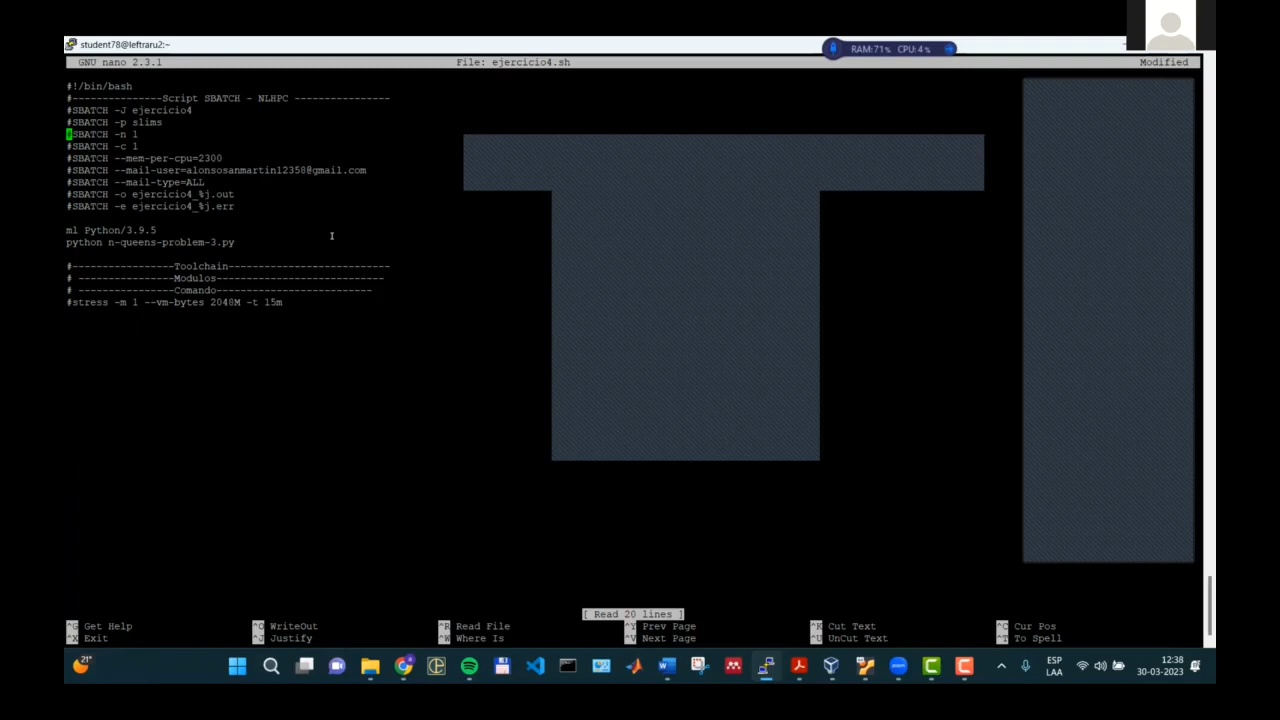 student78@leftraru2:~
RAM:71% CPU:4%
GNU nano 2.3.1 File: ejercicio4.sh Modified
#!/bin/bash
#---------------Script SBATCH - NLHPC ----------------
#SBATCH -J ejercicio4
#SBATCH -p slims
#SBATCH -n 1
#SBATCH -c 1
#SBATCH --mem-per-cpu=2300
#SBATCH --mail-user=alonsosanmartin12358@gmail.com
#SBATCH --mail-type=ALL
#SBATCH -o ejercicio4_%j.out
#SBATCH -e ejercicio4_%j.err
ml Python/3.9.5
python n-queens-problem-3.py
#-----------------Toolchain---------------------------
# ----------------Modulos----------------------------
# ----------------Comando--------------------------
#stress -m 1 --vm-bytes 2048M -t 15m
[ Read 20 lines ]
^G Get Help ^O WriteOut ^R Read File ^Y Prev Page ^K Cut Text ^C Cur Pos
^X Exit ^J Justify ^W Where Is ^V Next Page ^U UnCut Text ^T To Spell
21°
ESP
LAA
12:38
30-03-2023